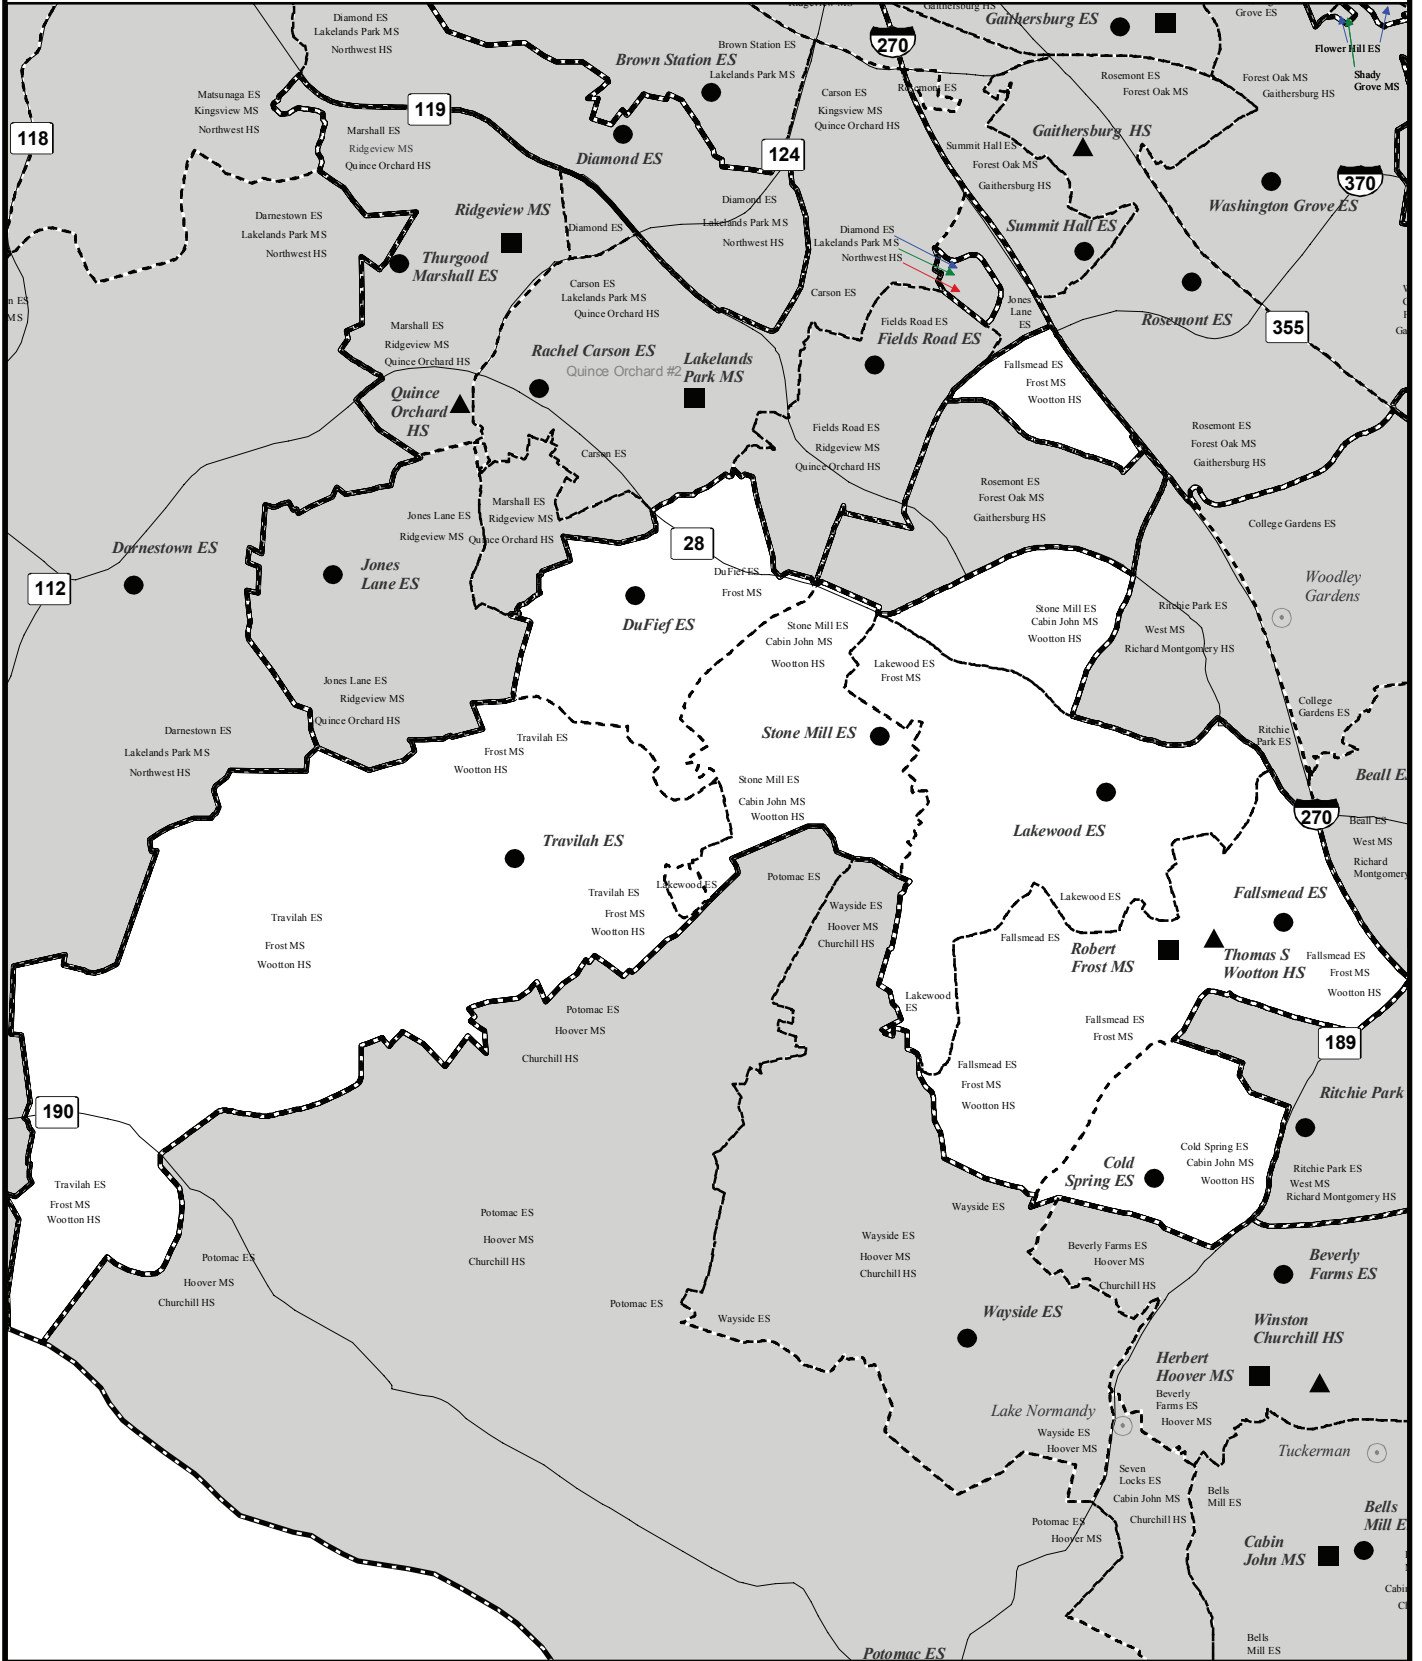 Gaithersburg HS
Gaithersburg ES
Grove ES
Diamond ES
Lakelands Park MS
Northwest HS
270
Flower Hill ES
Shady
Grove MS
Brown Station ES
Brown Station ES
Lakelands Park MS
Rosemont ES
Forest Oak MS
Forest Oak MS
Gaithersburg HS
Matsunaga ES
Kingsview MS
Northwest HS
119
Carson ES
Kingsview MS
Quince Orchard HS
Rosemont ES
118
Marshall ES
Ridgeview MS
Quince Orchard HS
Diamond ES
124
Gaithersburg HS
Summit Hall ES
Forest Oak MS
Gaithersburg HS
370
Washington Grove ES
Darnestown ES
Lakelands Park MS
Northwest HS
Ridgeview MS
Diamond ES
Diamond ES
Lakelands Park MS
Northwest HS
Diamond ES
Lakelands Park MS
Northwest HS
Summit Hall ES
Thurgood
Marshall ES
Carson ES
Lakelands Park MS
Quince Orchard HS
Carson ES
Jones
Lane
ES
Rosemont ES
355
Marshall ES
Ridgeview MS
Quince Orchard HS
Rachel Carson ES
Quince Orchard #2
Lakelands
Park MS
Fields Road ES
Fields Road ES
Fallsmead ES
Frost MS
Wootton HS
Quince
Orchard
HS
Carson ES
Fields Road ES
Ridgeview MS
Quince Orchard HS
Rosemont ES
Forest Oak MS
Gaithersburg HS
Rosemont ES
Forest Oak MS
Gaithersburg HS
Jones Lane ES
Ridgeview MS
Marshall ES
Ridgeview MS
Quince Orchard HS
College Gardens ES
Darnestown ES
112
Jones
Lane ES
28
DuFief ES
Frost MS
DuFief ES
Woodley
Gardens
Stone Mill ES
Cabin John MS
Wootton HS
Stone Mill ES
Cabin John MS
Wootton HS
Ritchie Park ES
West MS
Richard Montgomery HS
Lakewood ES
Frost MS
Jones Lane ES
Ridgeview MS
Quince Orchard HS
College
Gardens ES
Ritchie
Park ES
Darnestown ES
Lakelands Park MS
Northwest HS
Travilah ES
Frost MS
Wootton HS
Stone Mill ES
Stone Mill ES
Cabin John MS
Wootton HS
Lakewood ES
270
Beall ES
West MS
Richard
Montgomery
Travilah ES
Potomac ES
Lakewood ES
Travilah ES
Frost MS
Wootton HS
Travilah ES
Frost MS
Wootton HS
Wayside ES
Hoover MS
Churchill HS
Lakewood ES
Fallsmead ES
Fallsmead ES
Robert
Frost MS
Thomas S
Wootton HS
Fallsmead ES
Frost MS
Wootton HS
Lakewood
ES
Potomac ES
Hoover MS
Churchill HS
Fallsmead ES
Frost MS
189
Fallsmead ES
Frost MS
Wootton HS
Ritchie Park
190
Cold Spring ES
Cabin John MS
Wootton HS
Cold
Spring ES
Ritchie Park ES
West MS
Richard Montgomery HS
Travilah ES
Frost MS
Wootton HS
Wayside ES
Potomac ES
Hoover MS
Churchill HS
Wayside ES
Hoover MS
Churchill HS
Beverly Farms ES
Hoover MS
Churchill HS
Beverly
Farms ES
Potomac ES
Hoover MS
Churchill HS
Potomac ES
Wayside ES
Wayside ES
Winston
Churchill HS
Herbert
Hoover MS
Beverly
Farms ES
Hoover MS
Lake Normandy
Wayside ES
Hoover MS
Tuckerman
Seven
Locks ES
Cabin John MS
Churchill HS
Bells
Mill ES
Potomac ES
Hoover MS
Bells
Cabin
John MS
Potomac ES
Bells
Mill ES